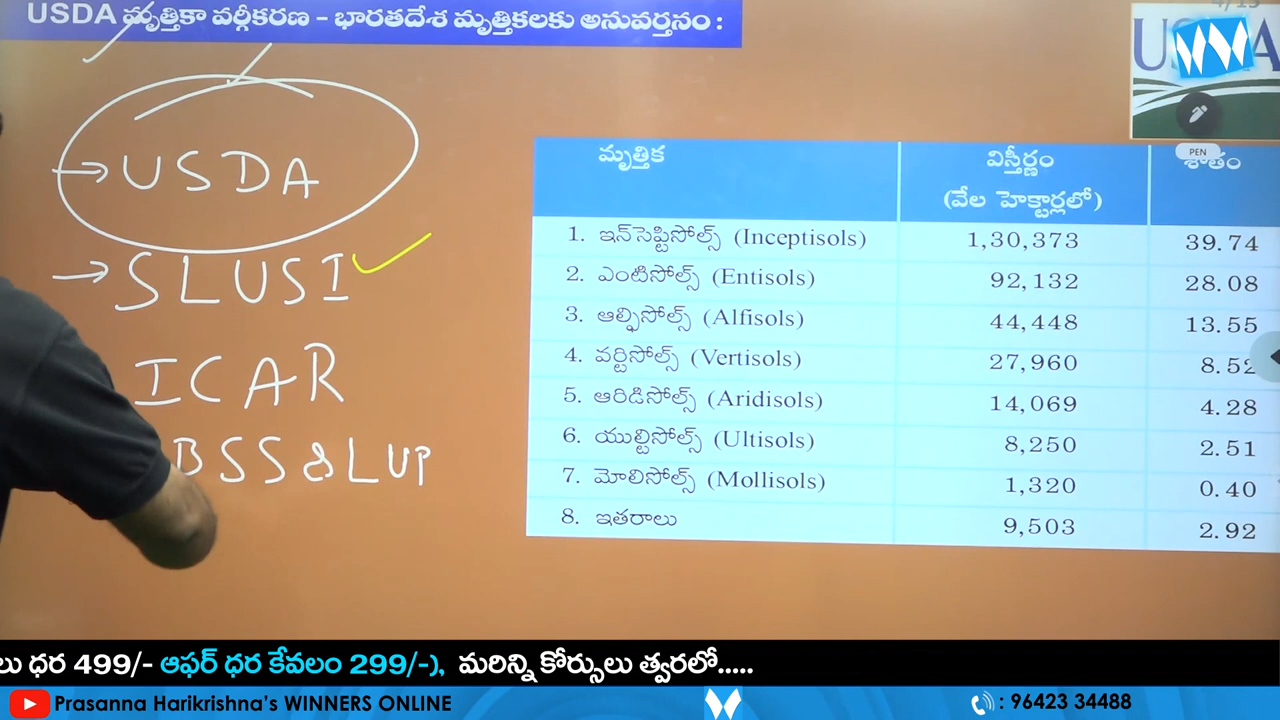 USDA మృత్తికా వర్గీకరణ – భారతదేశ మృత్తికలకు అనువర్తనం :
→ USDA
→ SLUSI
ICAR
BSS&LUP
PEN
మృత్తిక విస్తీర్ణం (వేల హెక్టార్లలో) శాతం
1. ఇన్‌సెప్టిసోల్స్ (Inceptisols) 1,30,373 39.74
2. ఎంటిసోల్స్ (Entisols) 92,132 28.08
3. ఆల్ఫిసోల్స్ (Alfisols) 44,448 13.55
4. వర్టిసోల్స్ (Vertisols) 27,960 8.52
5. ఆరిడిసోల్స్ (Aridisols) 14,069 4.28
6. యుల్టిసోల్స్ (Ultisols) 8,250 2.51
7. మోలిసోల్స్ (Mollisols) 1,320 0.40
8. ఇతరాలు 9,503 2.92
లు ధర 499/- ఆఫర్ ధర కేవలం 299/-), మరిన్ని కోర్సులు త్వరలో.....
Prasanna Harikrishna's WINNERS ONLINE
: 96423 34488